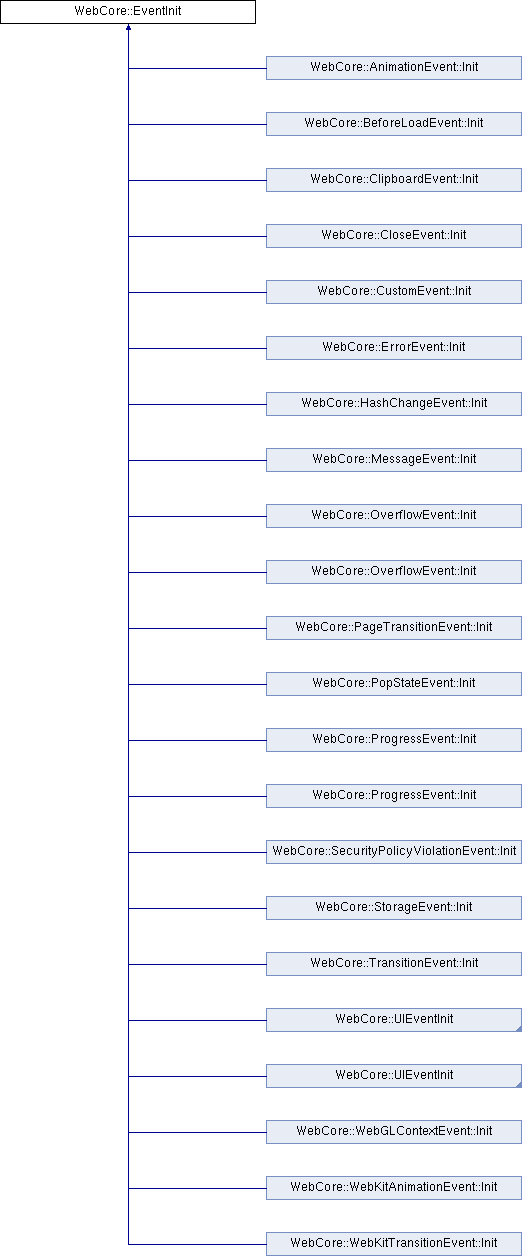 WebCore::EventInit
WebCore::AnimationEvent::Init
WebCore::BeforeLoadEvent::Init
WebCore::ClipboardEvent::Init
WebCore::CloseEvent::Init
WebCore::CustomEvent::Init
WebCore::ErrorEvent::Init
WebCore::HashChangeEvent::Init
WebCore::MessageEvent::Init
WebCore::OverflowEvent::Init
WebCore::OverflowEvent::Init
WebCore::PageTransitionEvent::Init
WebCore::PopStateEvent::Init
WebCore::ProgressEvent::Init
WebCore::ProgressEvent::Init
WebCore::SecurityPolicyViolationEvent::Init
WebCore::StorageEvent::Init
WebCore::TransitionEvent::Init
WebCore::UIEventInit
WebCore::UIEventInit
WebCore::WebGLContextEvent::Init
WebCore::WebKitAnimationEvent::Init
WebCore::WebKitTransitionEvent::Init